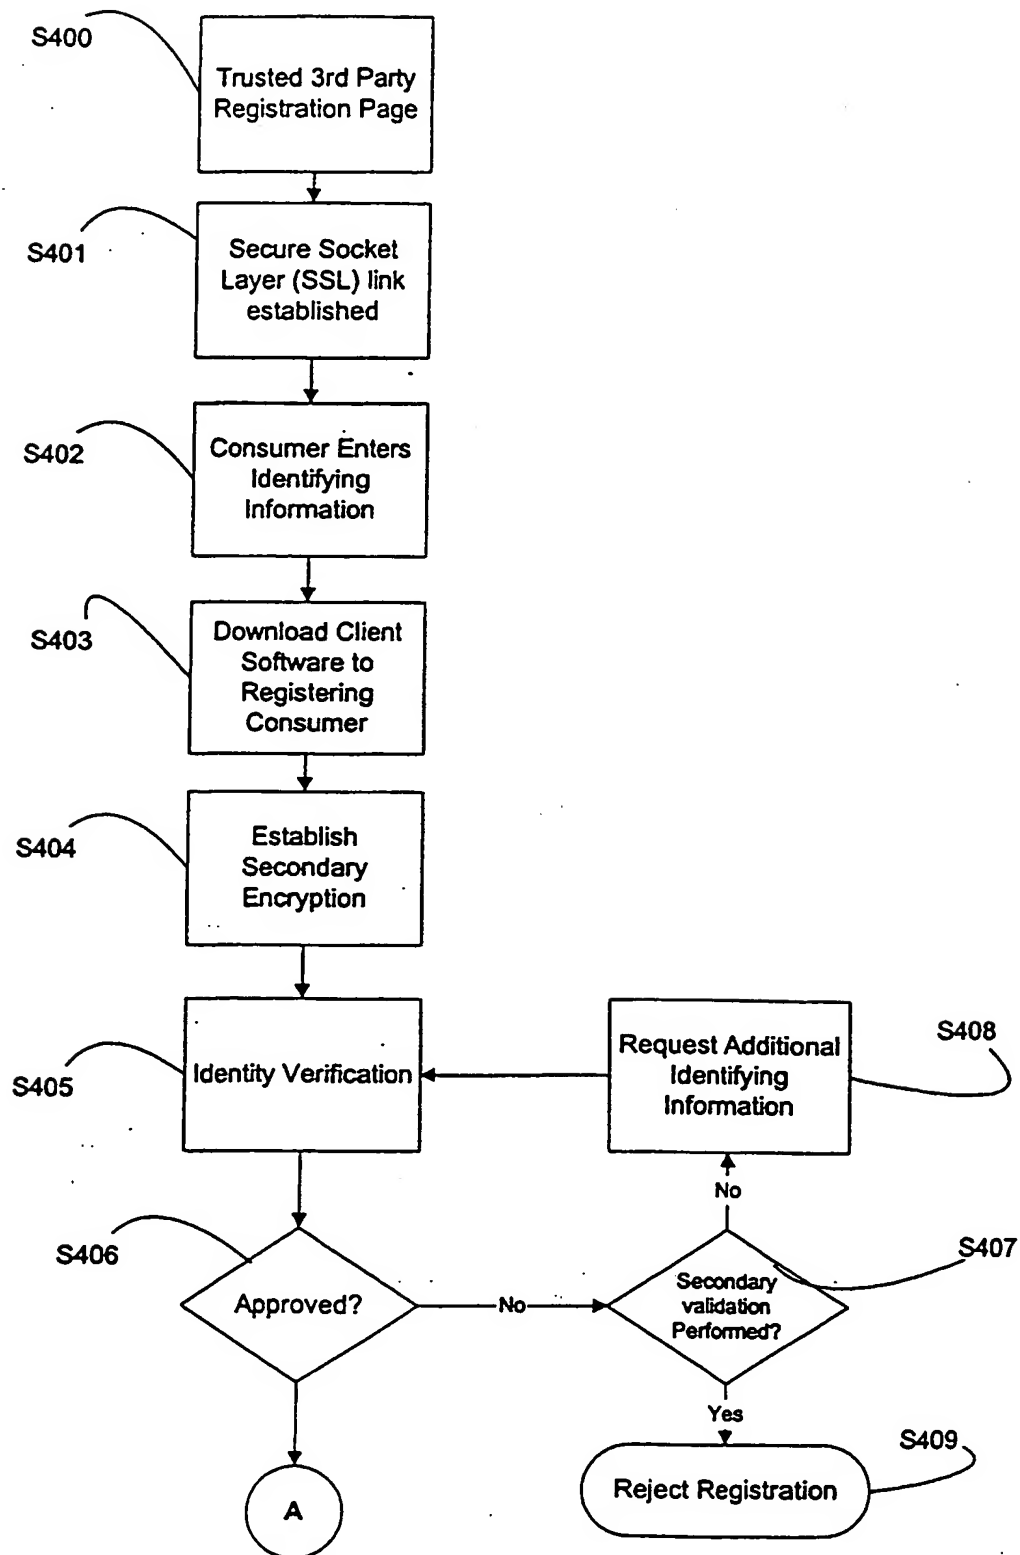 S400
Trusted 3rd Party
Registration Page
S401
Secure Socket
Layer (SSL) link
established
S402
Consumer Enters
Identifying
Information
S403
Download Client
Software to
Registering
Consumer
S404
Establish
Secondary
Encryption
S405
Identity Verification
Request Additional
Identifying
Information
S408
No
S406
Approved?
No
Secondary
validation
Performed?
S407
Yes
S409
Reject Registration
A